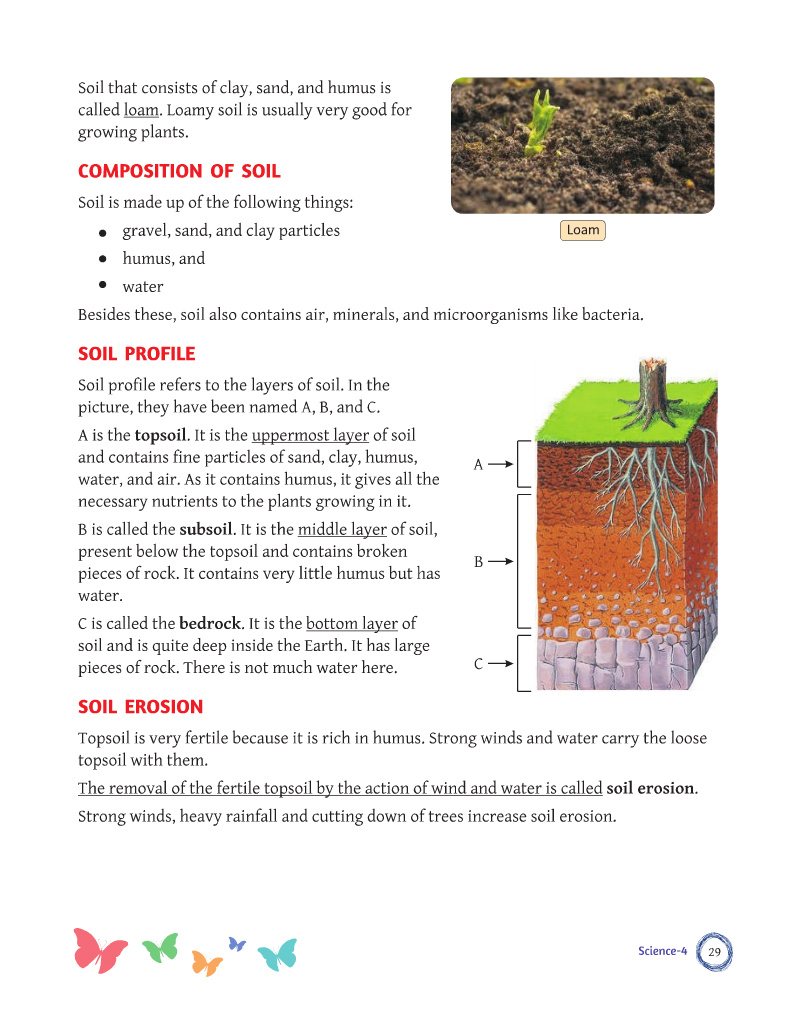 Soil that consists of clay, sand, and humus is
called loam. Loamy soil is usually very good for
growing plants.
Loam
COMPOSITION OF SOIL
Soil is made up of the following things:
• gravel, sand, and clay particles
• humus, and
• water
Besides these, soil also contains air, minerals, and microorganisms like bacteria.
SOIL PROFILE
Soil profile refers to the layers of soil. In the
picture, they have been named A, B, and C.
A is the topsoil. It is the uppermost layer of soil
and contains fine particles of sand, clay, humus,
water, and air. As it contains humus, it gives all the
necessary nutrients to the plants growing in it.
B is called the subsoil. It is the middle layer of soil,
present below the topsoil and contains broken
pieces of rock. It contains very little humus but has
water.
C is called the bedrock. It is the bottom layer of
soil and is quite deep inside the Earth. It has large
pieces of rock. There is not much water here.
A
B
C
SOIL EROSION
Topsoil is very fertile because it is rich in humus. Strong winds and water carry the loose
topsoil with them.
The removal of the fertile topsoil by the action of wind and water is called soil erosion.
Strong winds, heavy rainfall and cutting down of trees increase soil erosion.
Science-4
29